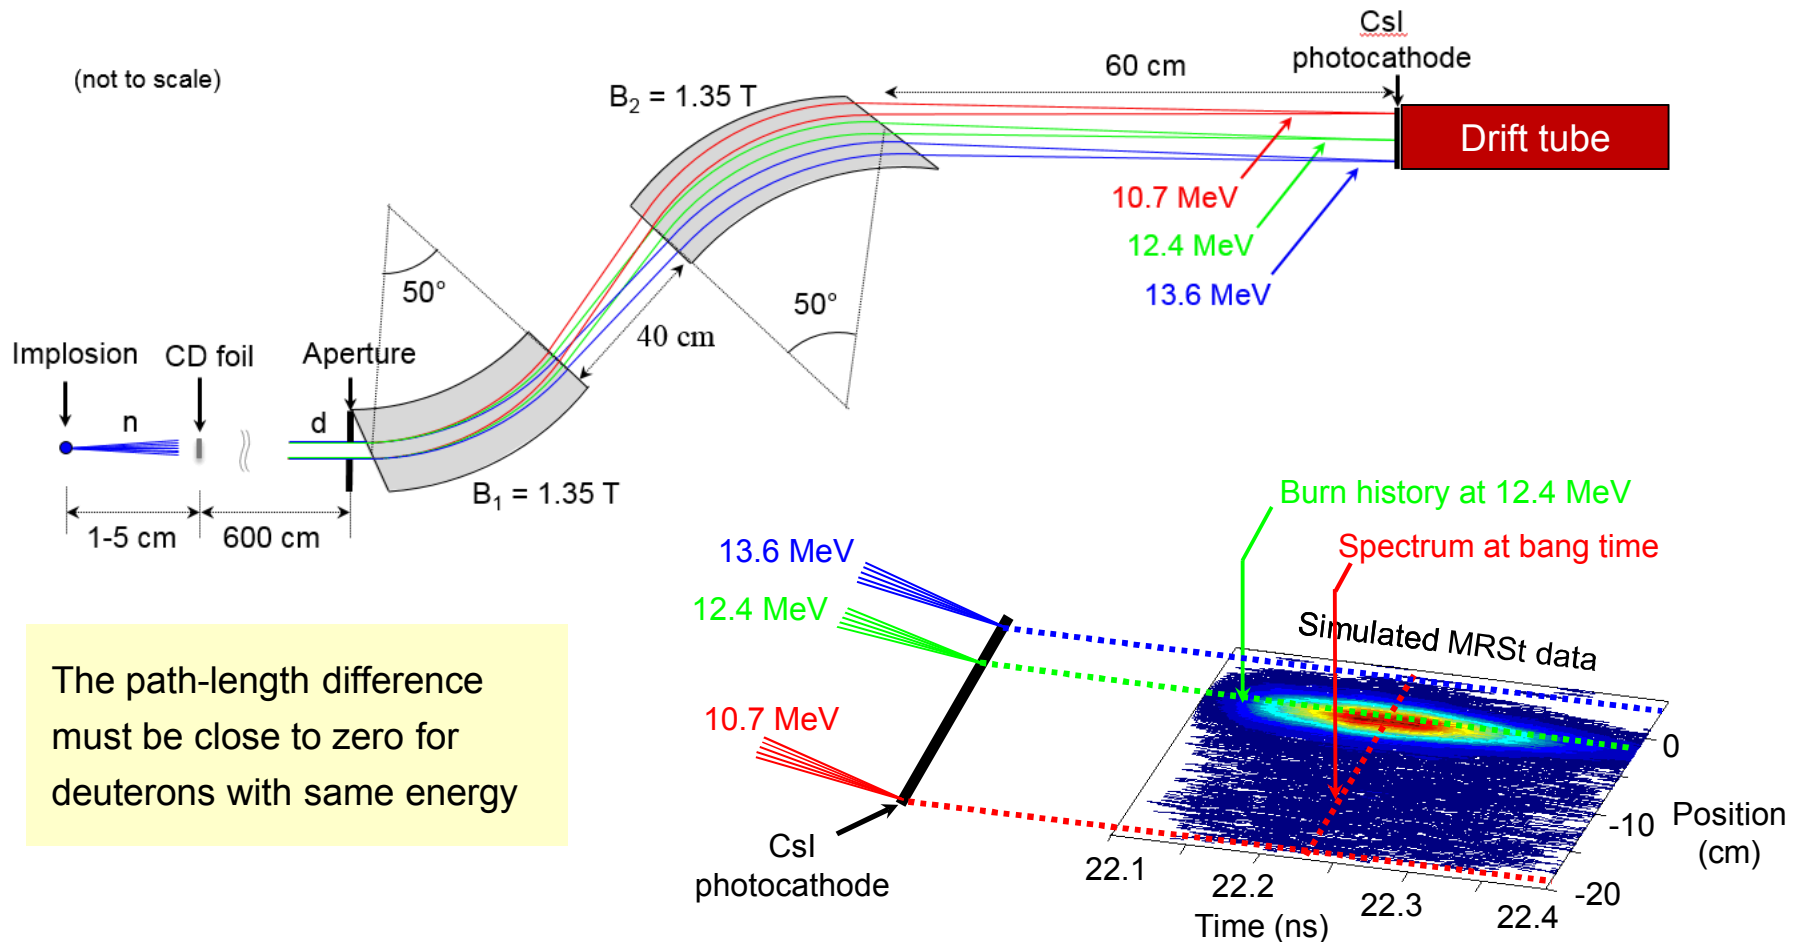 (not to scale)
CsI
photocathode
60 cm
B₂ = 1.35 T
Drift tube
10.7 MeV
12.4 MeV
13.6 MeV
50°
50°
40 cm
Implosion
CD foil
Aperture
n
d
B₁ = 1.35 T
1-5 cm
600 cm
The path-length difference
must be close to zero for
deuterons with same energy
13.6 MeV
12.4 MeV
10.7 MeV
CsI
photocathode
Burn history at 12.4 MeV
Spectrum at bang time
Simulated MRSt data
0
-10
-20
Position
(cm)
22.1
22.2
22.3
22.4
Time (ns)